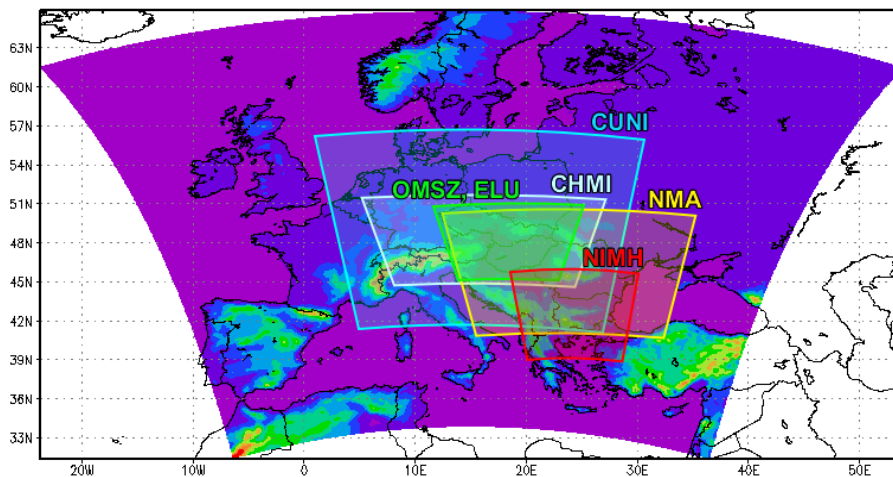 63N
60N
57N
54N
51N
48N
45N
42N
39N
36N
33N
CUNI
CHMI
OMSZ, ELU
NMA
NIMH
20W
10W
0
10E
20E
30E
40E
50E